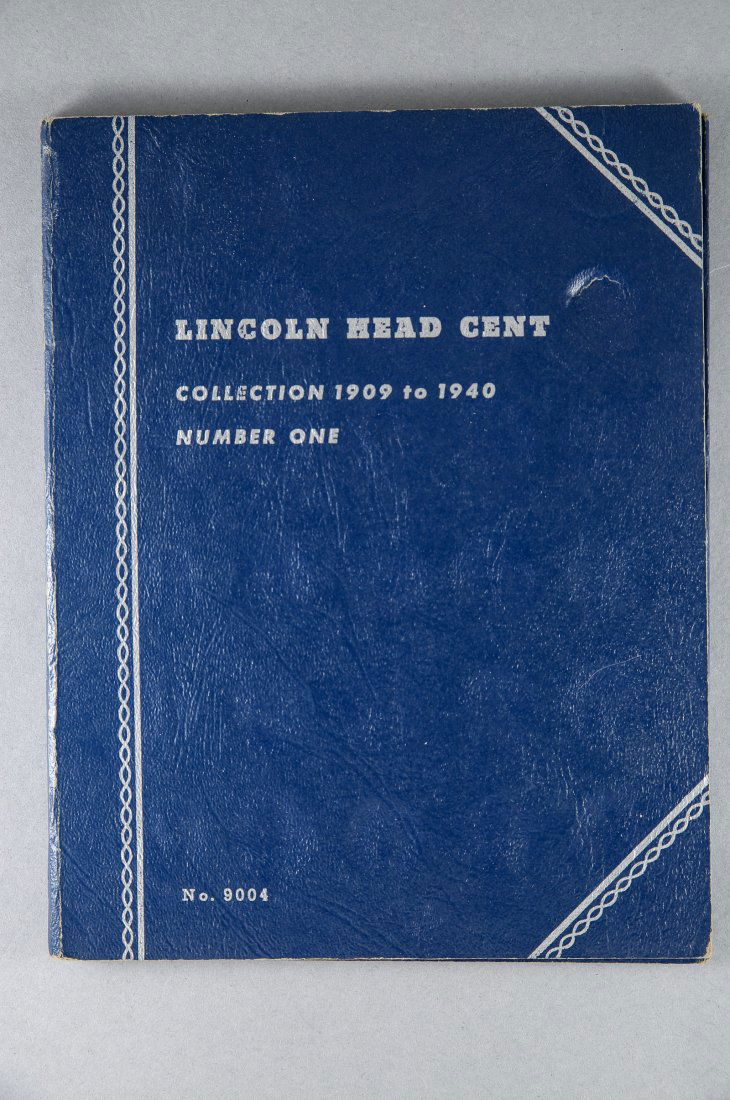 LINCOLN HEAD CENT
COLLECTION 1909 to 1940
NUMBER ONE
No. 9004